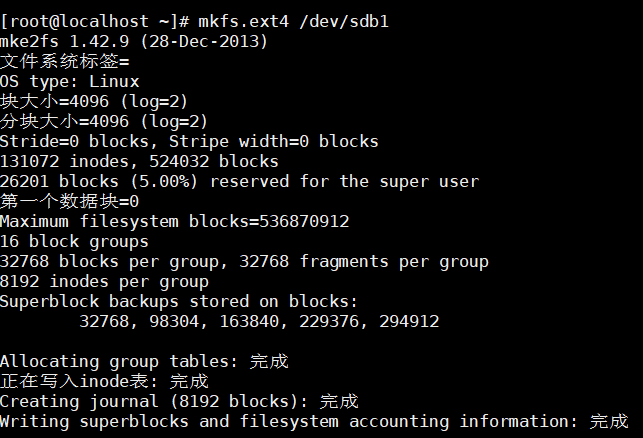 [root@localhost ~]# mkfs.ext4 /dev/sdb1
mke2fs 1.42.9 (28-Dec-2013)
文件系统标签=
OS type: Linux
块大小=4096 (log=2)
分块大小=4096 (log=2)
Stride=0 blocks, Stripe width=0 blocks
131072 inodes, 524032 blocks
26201 blocks (5.00%) reserved for the super user
第一个数据块=0
Maximum filesystem blocks=536870912
16 block groups
32768 blocks per group, 32768 fragments per group
8192 inodes per group
Superblock backups stored on blocks:
32768, 98304, 163840, 229376, 294912
Allocating group tables: 完成
正在写入inode表: 完成
Creating journal (8192 blocks): 完成
Writing superblocks and filesystem accounting information: 完成